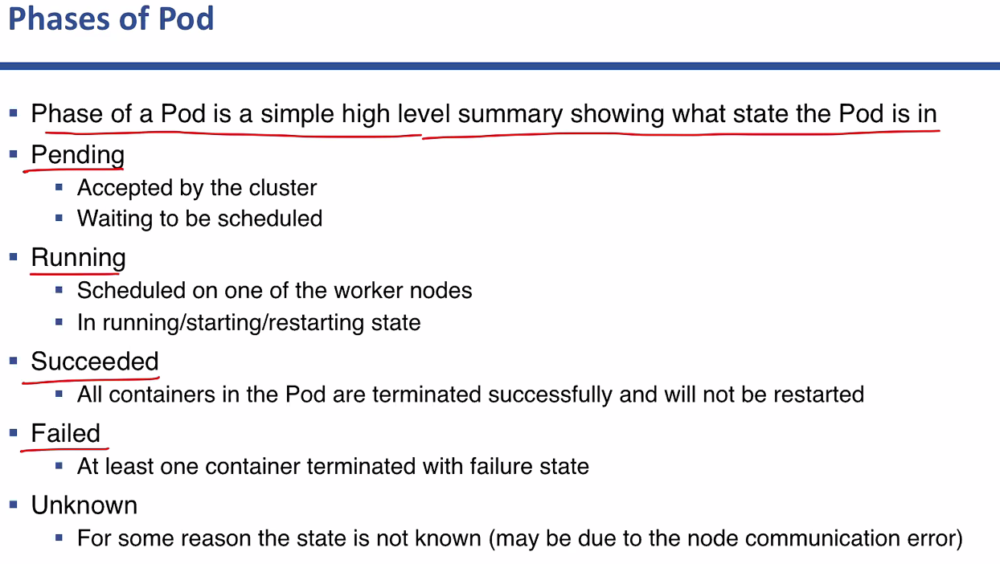 Phases of Pod
Phase of a Pod is a simple high level summary showing what state the Pod is in
Pending
Accepted by the cluster
Waiting to be scheduled
Running
Scheduled on one of the worker nodes
In running/starting/restarting state
Succeeded
All containers in the Pod are terminated successfully and will not be restarted
Failed
At least one container terminated with failure state
Unknown
For some reason the state is not known (may be due to the node communication error)